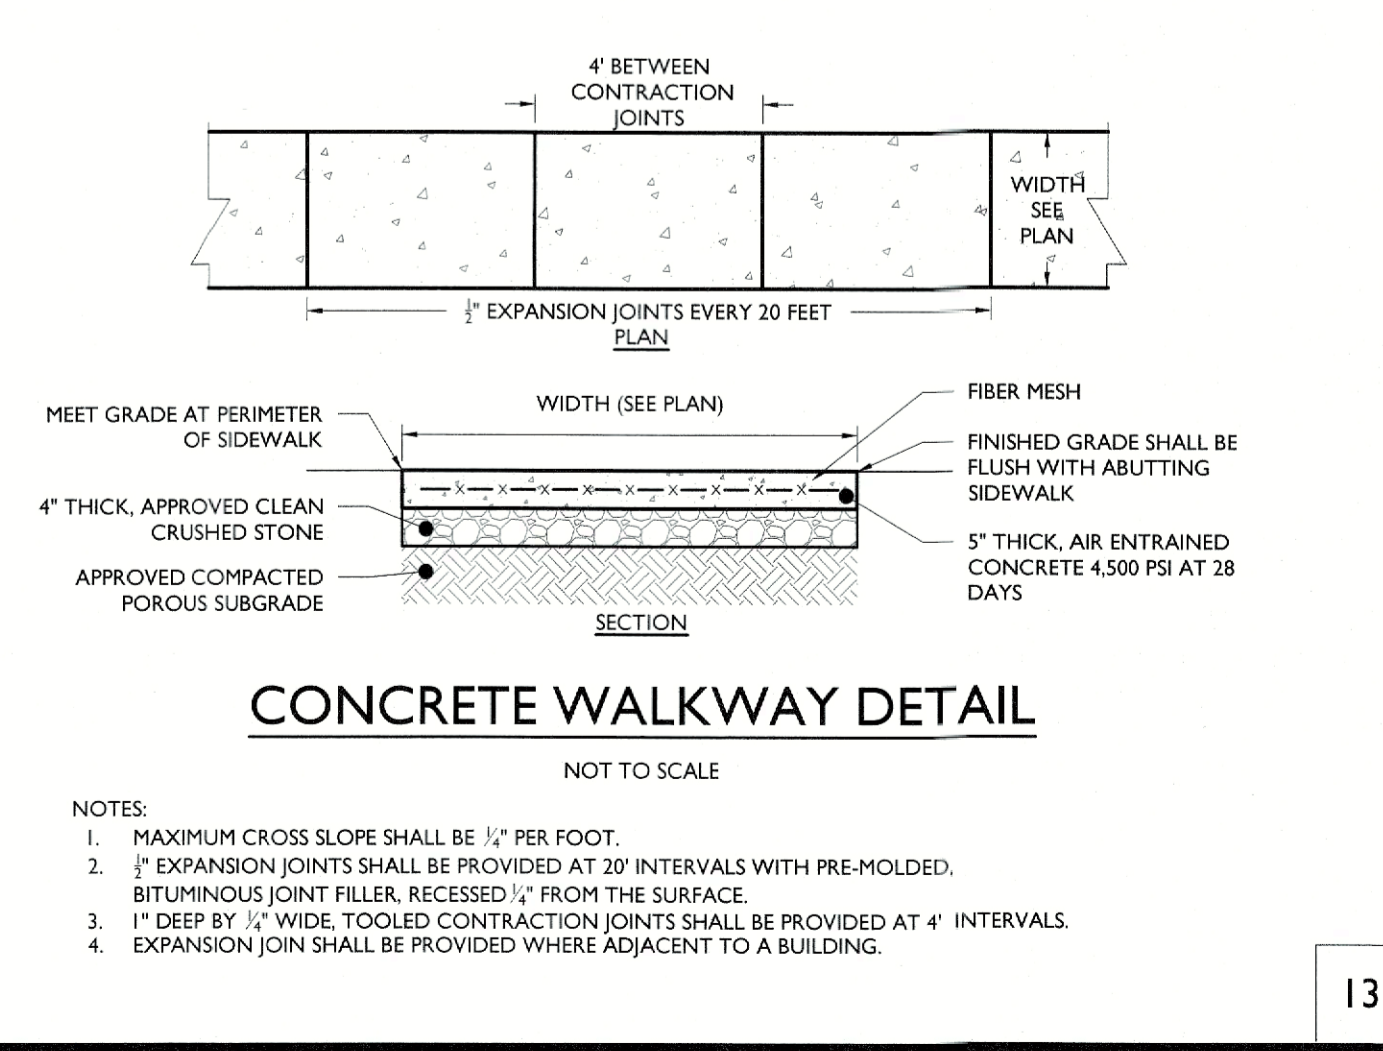 4' BETWEEN
CONTRACTION
JOINTS
WIDTH
SEE
PLAN
½" EXPANSION JOINTS EVERY 20 FEET
PLAN
MEET GRADE AT PERIMETER
OF SIDEWALK
WIDTH (SEE PLAN)
FIBER MESH
FINISHED GRADE SHALL BE
FLUSH WITH ABUTTING
SIDEWALK
4" THICK, APPROVED CLEAN
CRUSHED STONE
5" THICK, AIR ENTRAINED
CONCRETE 4,500 PSI AT 28
DAYS
APPROVED COMPACTED
POROUS SUBGRADE
SECTION
CONCRETE WALKWAY DETAIL
NOT TO SCALE
NOTES:
1. MAXIMUM CROSS SLOPE SHALL BE ¼" PER FOOT.
2. ½" EXPANSION JOINTS SHALL BE PROVIDED AT 20' INTERVALS WITH PRE-MOLDED,
BITUMINOUS JOINT FILLER, RECESSED ¼" FROM THE SURFACE.
3. 1" DEEP BY ¼" WIDE, TOOLED CONTRACTION JOINTS SHALL BE PROVIDED AT 4' INTERVALS.
4. EXPANSION JOIN SHALL BE PROVIDED WHERE ADJACENT TO A BUILDING.
13